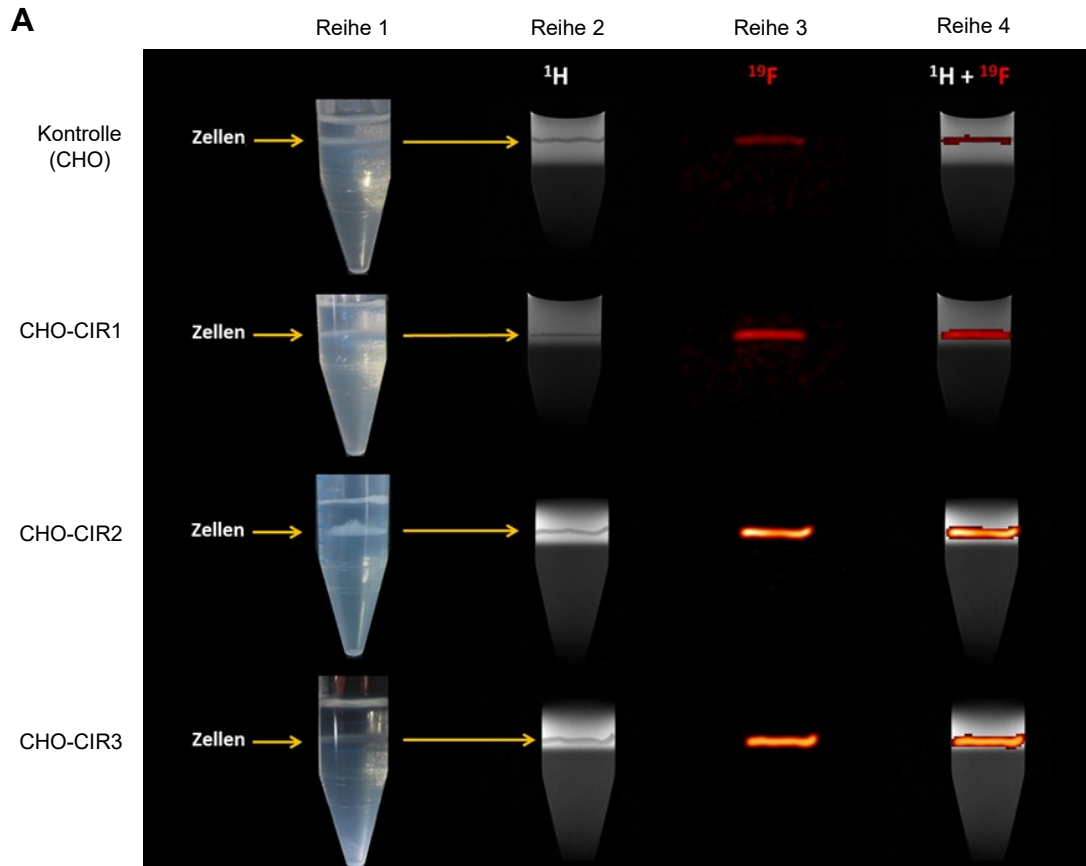 A
Reihe 1 Reihe 2 Reihe 3 Reihe 4
¹H ¹⁹F ¹H + ¹⁹F
Kontrolle
(CHO)
Zellen
CHO-CIR1
Zellen
CHO-CIR2
Zellen
CHO-CIR3
Zellen